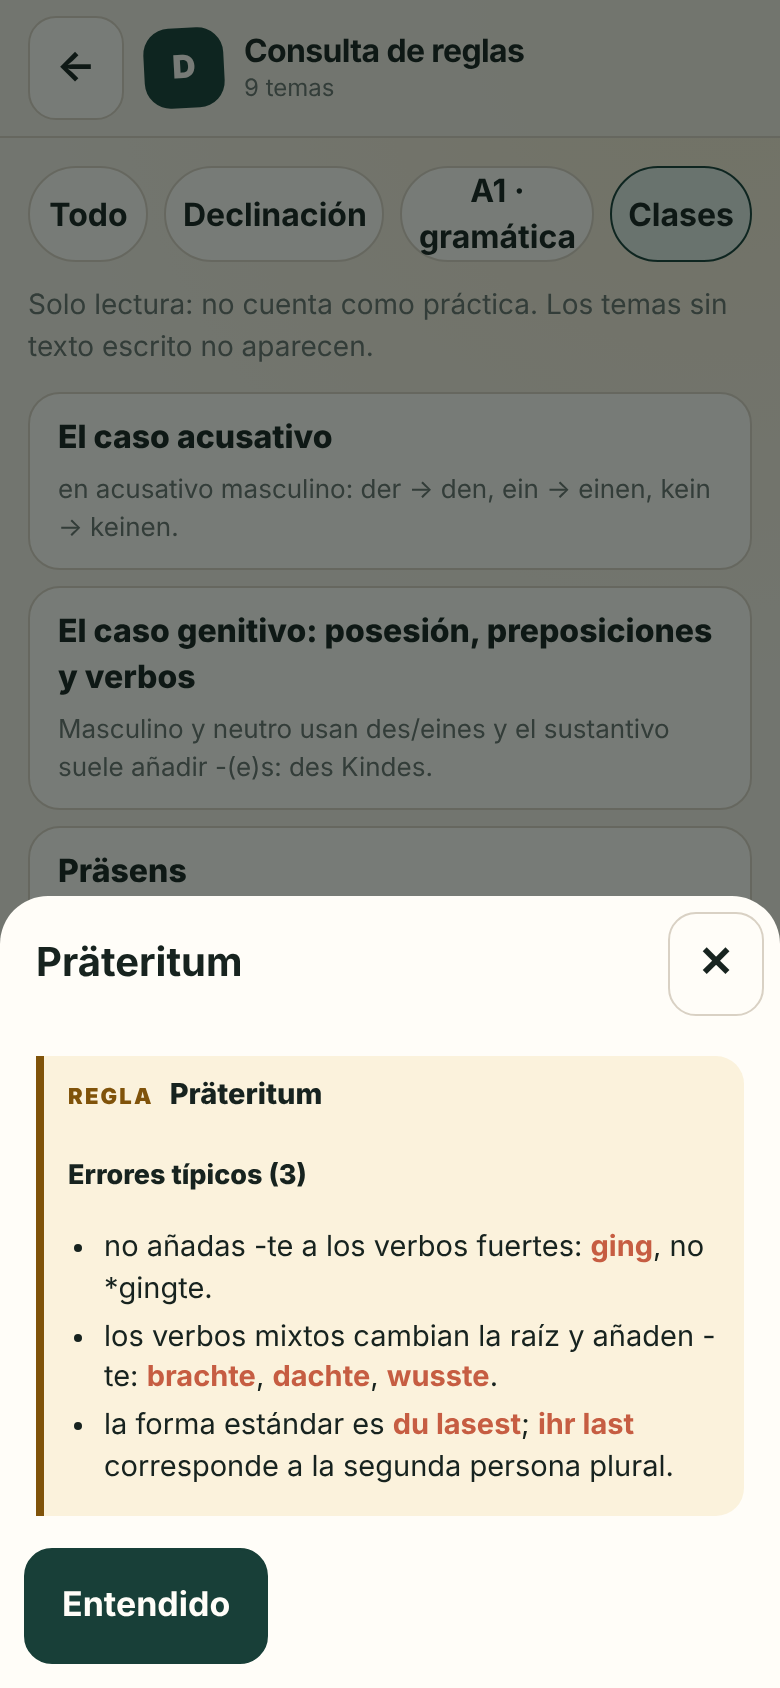 ←
D
Consulta de reglas
9 temas
Todo
Declinación
A1 ·
gramática
Clases
Solo lectura: no cuenta como práctica. Los temas sin
texto escrito no aparecen.
El caso acusativo
en acusativo masculino: der → den, ein → einen, kein
→ keinen.
El caso genitivo: posesión, preposiciones
y verbos
Masculino y neutro usan des/eines y el sustantivo
suele añadir -(e)s: des Kindes.
Präsens
Präteritum
✕
REGLA Präteritum
Errores típicos (3)
• no añadas -te a los verbos fuertes: ging, no
*gingte.
• los verbos mixtos cambian la raíz y añaden -
te: brachte, dachte, wusste.
• la forma estándar es du lasest; ihr last
corresponde a la segunda persona plural.
Entendido